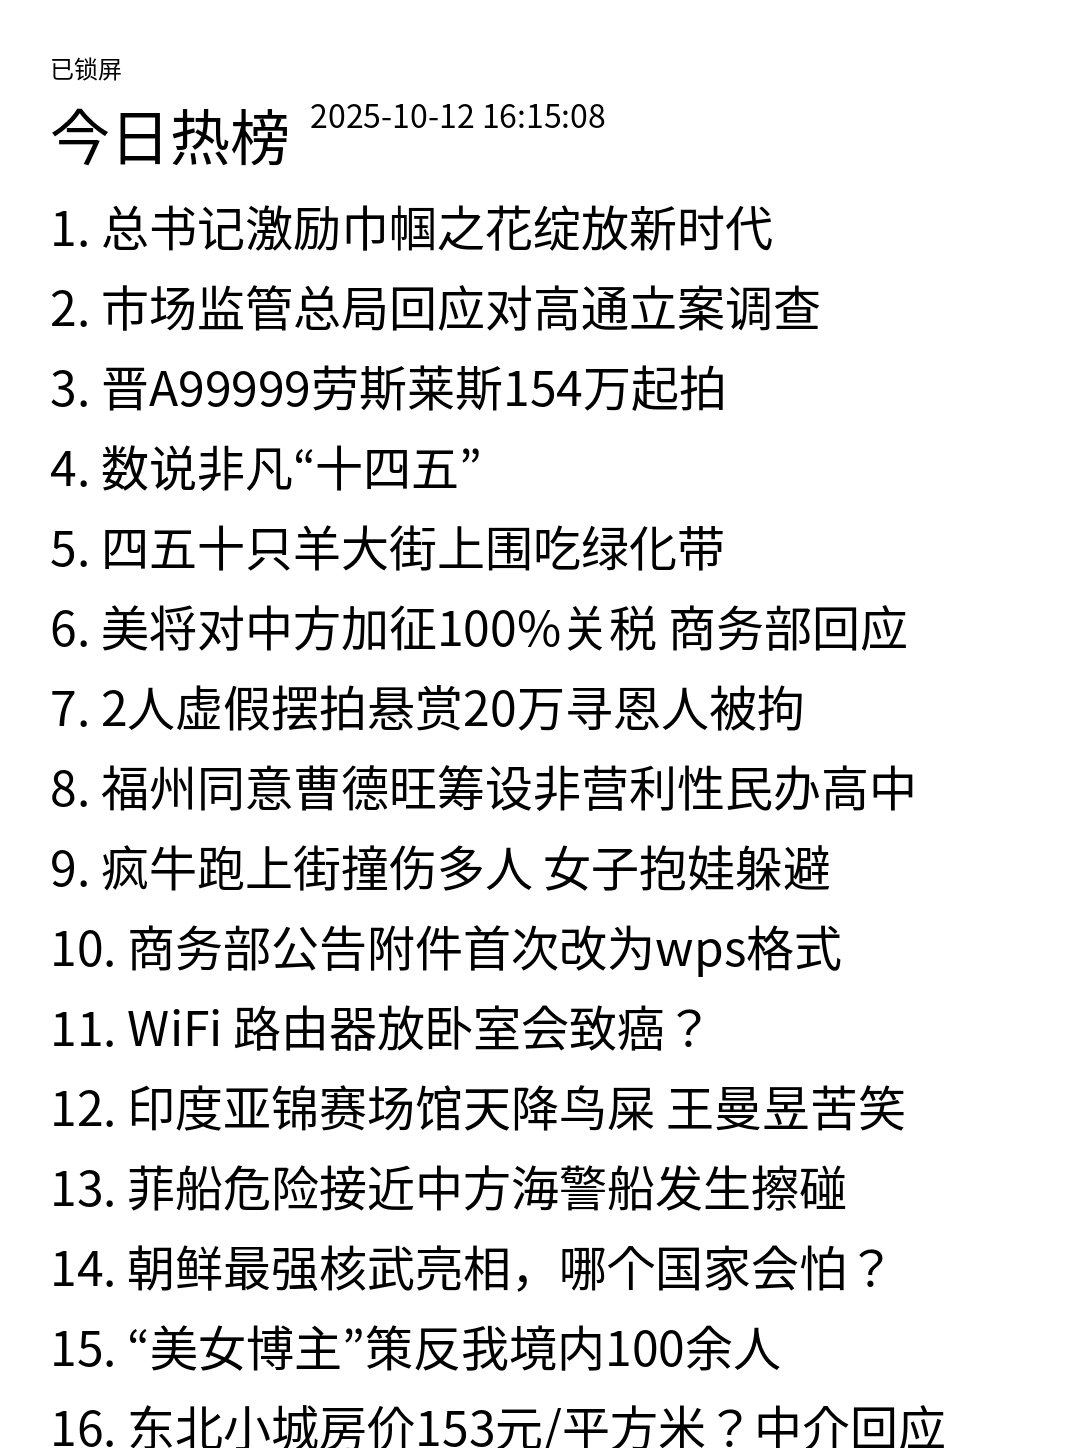 已锁屏
今日热榜 2025-10-12 16:15:08
1. 总书记激励巾帼之花绽放新时代
2. 市场监管总局回应对高通立案调查
3. 晋A99999劳斯莱斯154万起拍
4. 数说非凡“十四五”
5. 四五十只羊大街上围吃绿化带
6. 美将对中方加征100%关税 商务部回应
7. 2人虚假摆拍悬赏20万寻恩人被拘
8. 福州同意曹德旺筹设非营利性民办高中
9. 疯牛跑上街撞伤多人 女子抱娃躲避
10. 商务部公告附件首次改为wps格式
11. WiFi 路由器放卧室会致癌？
12. 印度亚锦赛场馆天降鸟屎 王曼昱苦笑
13. 菲船危险接近中方海警船发生擦碰
14. 朝鲜最强核武亮相，哪个国家会怕？
15. “美女博主”策反我境内100余人
16. 东北小城房价153元/平方米？中介回应